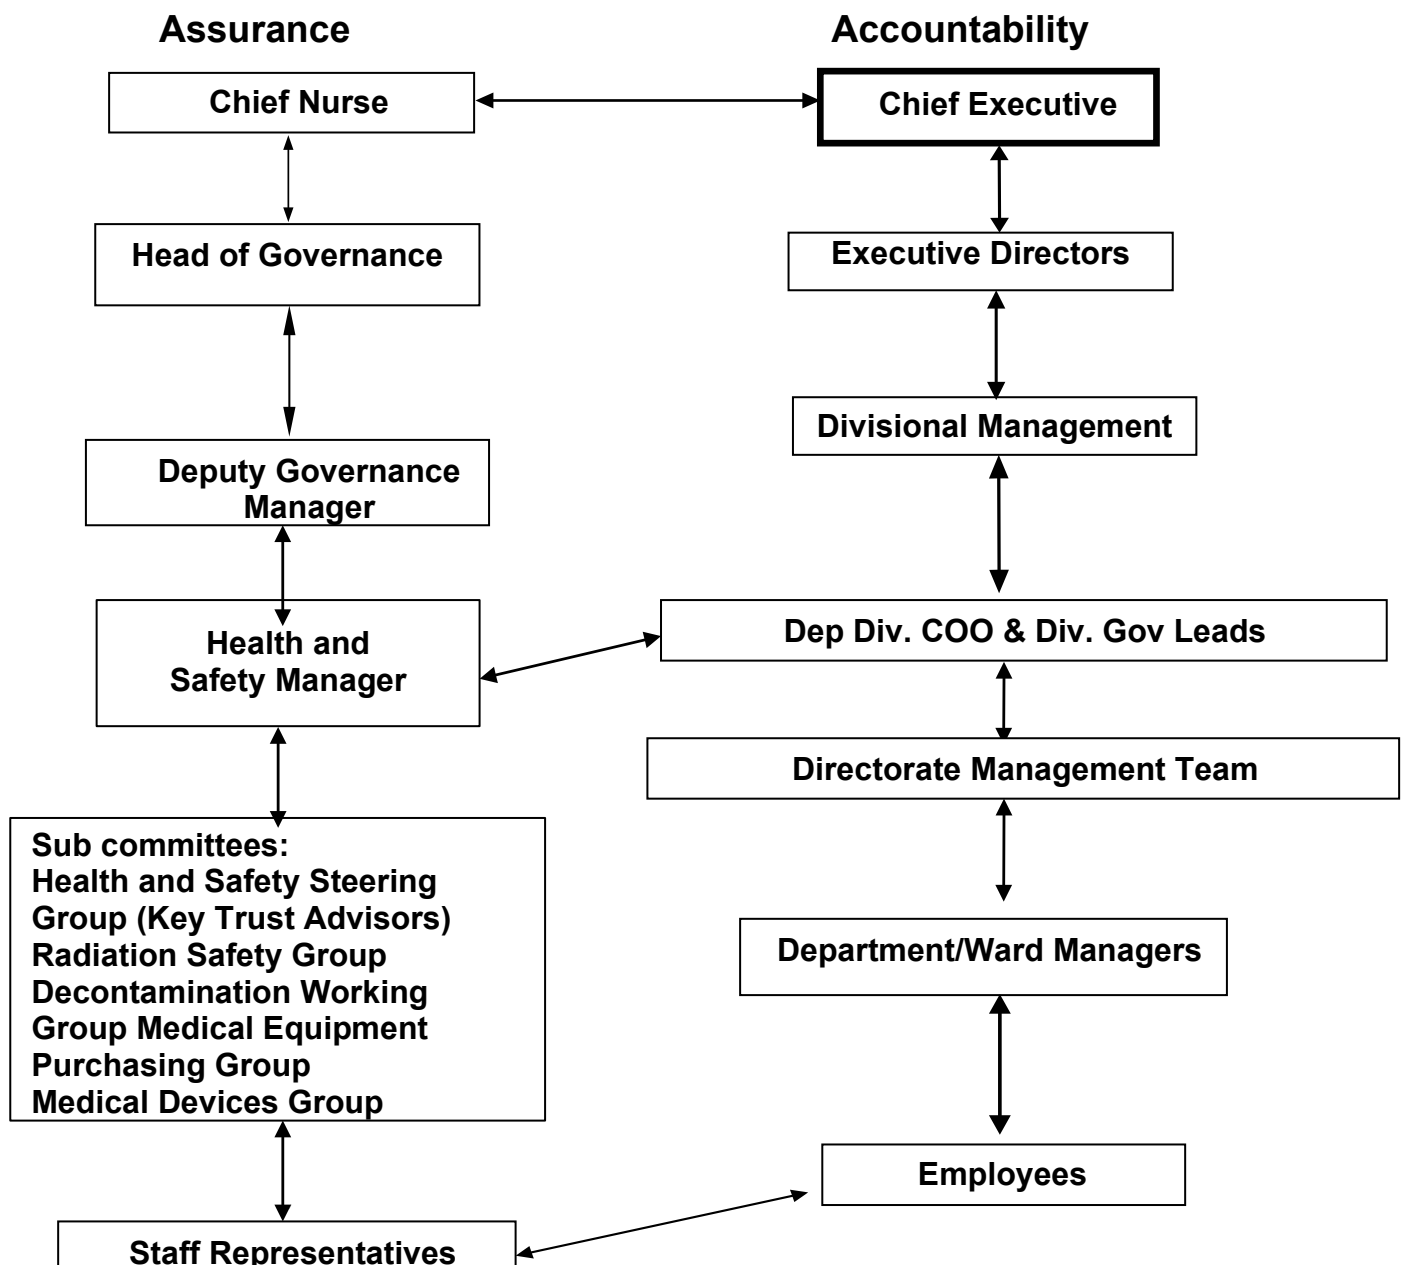 Assurance
Accountability
Chief Nurse
Chief Executive
Head of Governance
Executive Directors
Divisional Management
Deputy Governance
Manager
Health and
Safety Manager
Dep Div. COO & Div. Gov Leads
Directorate Management Team
Sub committees:
Health and Safety Steering
Group (Key Trust Advisors)
Radiation Safety Group
Decontamination Working
Group Medical Equipment
Purchasing Group
Medical Devices Group
Department/Ward Managers
Employees
Staff Representatives